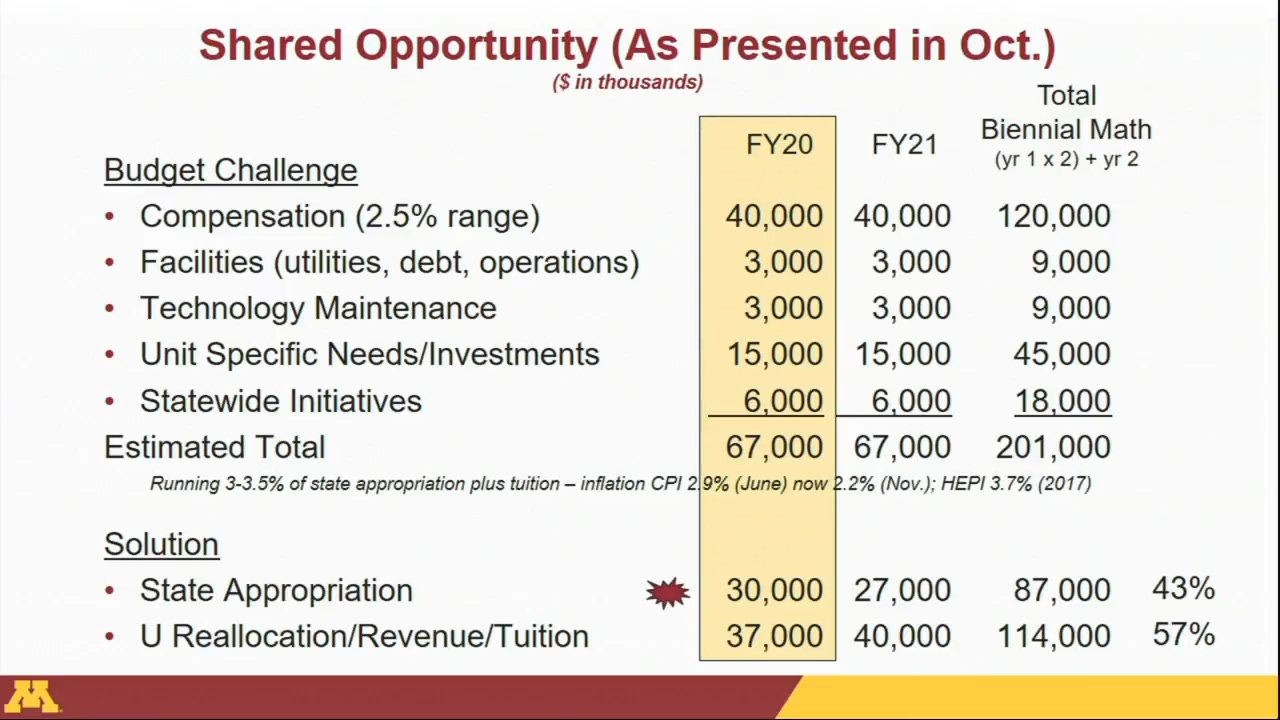 Shared Opportunity (As Presented in Oct.)
($ in thousands)
Total
Biennial Math
(yr 1 x 2) + yr 2
FY20 FY21
Budget Challenge
• Compensation (2.5% range) 40,000 40,000 120,000
• Facilities (utilities, debt, operations) 3,000 3,000 9,000
• Technology Maintenance 3,000 3,000 9,000
• Unit Specific Needs/Investments 15,000 15,000 45,000
• Statewide Initiatives 6,000 6,000 18,000
Estimated Total 67,000 67,000 201,000
Running 3-3.5% of state appropriation plus tuition – inflation CPI 2.9% (June) now 2.2% (Nov.); HEPI 3.7% (2017)
Solution
• State Appropriation 30,000 27,000 87,000 43%
• U Reallocation/Revenue/Tuition 37,000 40,000 114,000 57%
M